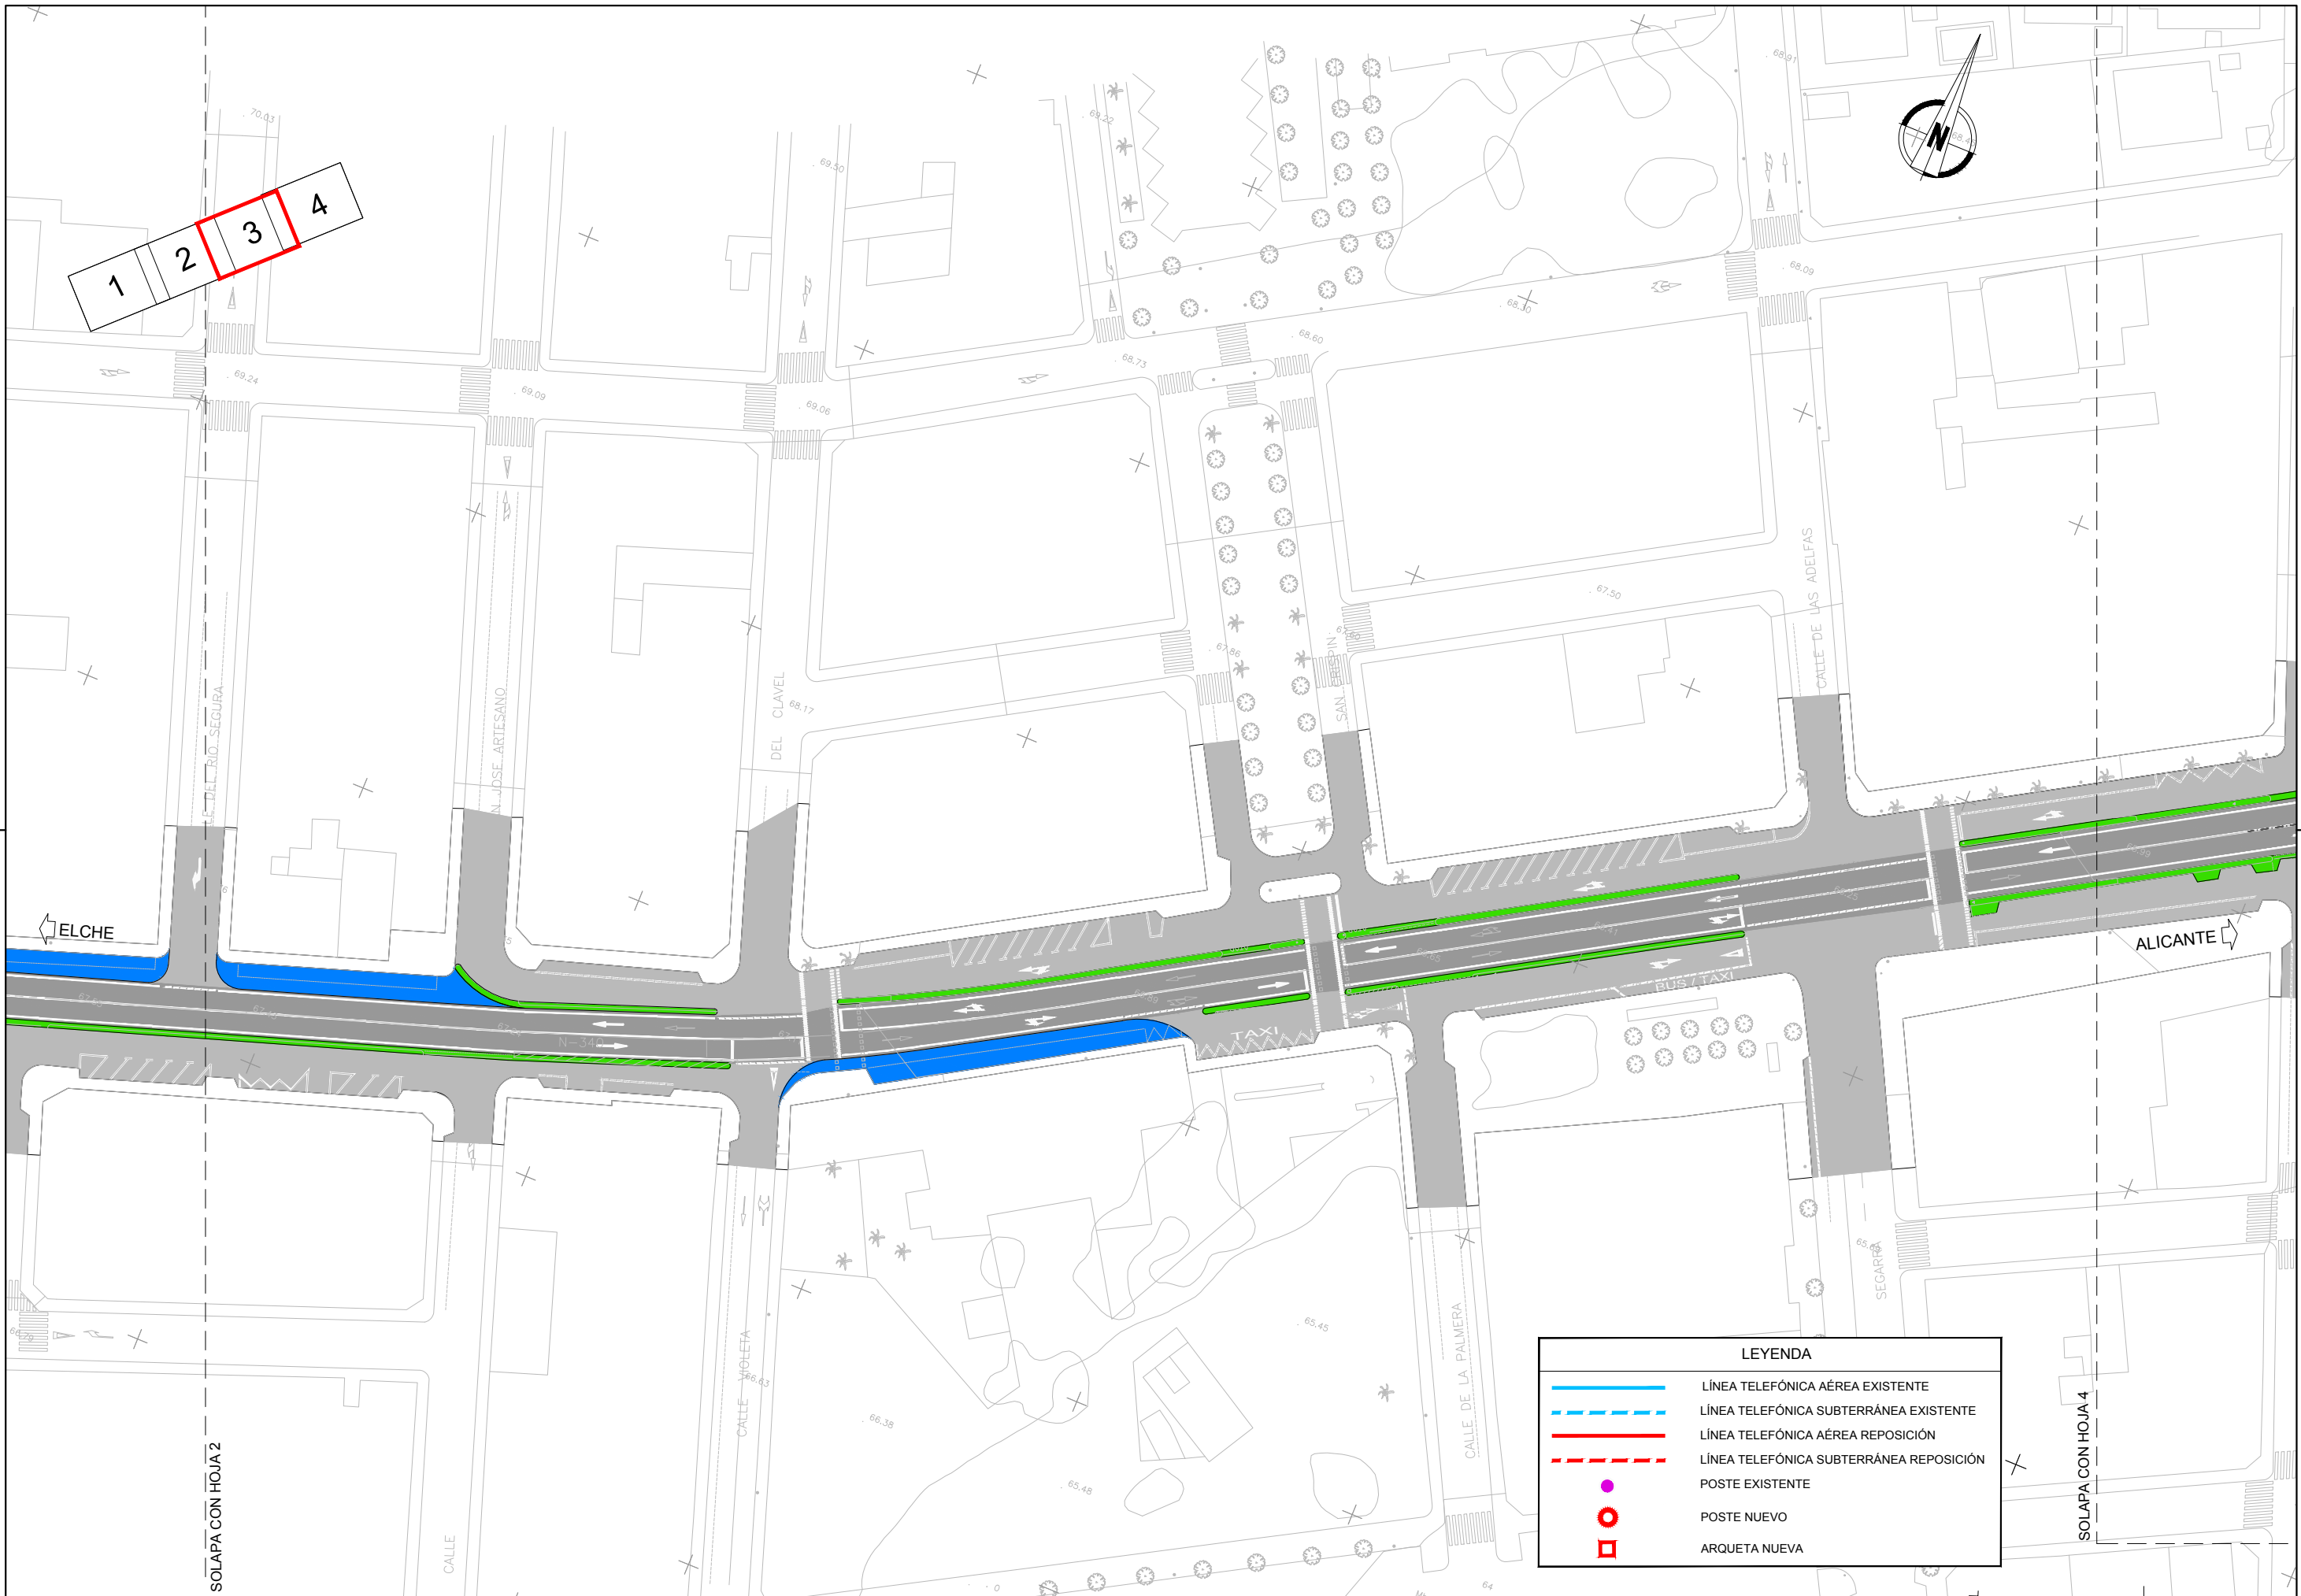 70.03
69.22
69.50
68.91
N
1
2
3
4
68.09
68.30
68.60
68.73
69.24
69.09
69.06
67.50
67.86
68.17
CALLE DE LAS ADELFAS
SAN CRISPIN
DEL CLAVEL
DEL RIO SEGURA
JOSE ARTESANO
ELCHE
ALICANTE
N-340
TAXI
BUS / TAXI
SEGARRA
CALLE DE LA PALMERA
CALLE VIOLETA
CALLE
65.45
66.63
66.38
65.48
64
SOLAPA CON HOJA 2
SOLAPA CON HOJA 4
LEYENDA
LÍNEA TELEFÓNICA AÉREA EXISTENTE
LÍNEA TELEFÓNICA SUBTERRÁNEA EXISTENTE
LÍNEA TELEFÓNICA AÉREA REPOSICIÓN
LÍNEA TELEFÓNICA SUBTERRÁNEA REPOSICIÓN
POSTE EXISTENTE
POSTE NUEVO
ARQUETA NUEVA